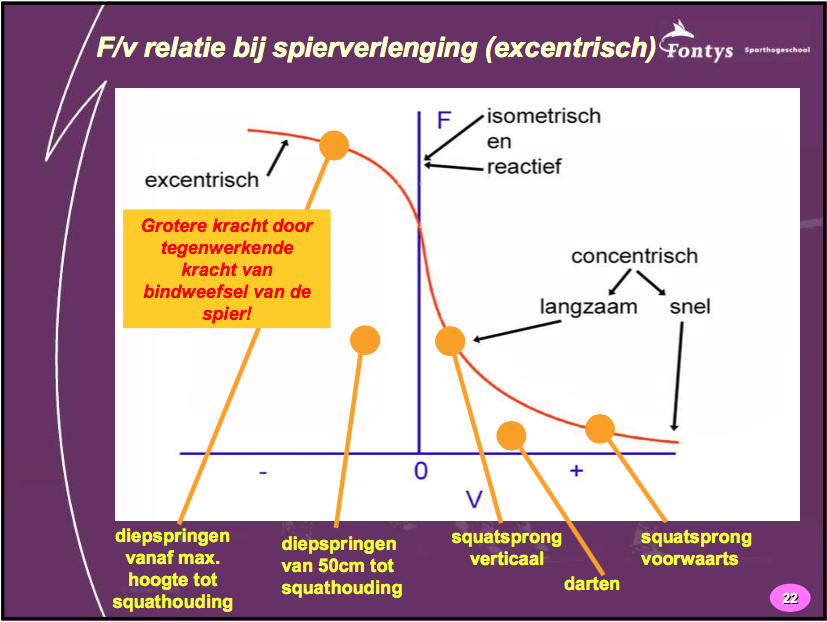 F/v relatie bij spierverlenging (excentrisch)
Fontys Sporthogeschool
F
isometrisch
en
reactief
excentrisch
Grotere kracht door
tegenwerkende
kracht van
bindweefsel van de
spier!
concentrisch
langzaam snel
- 0 +
V
diepspringen
vanaf max.
hoogte tot
squathouding
diepspringen
van 50cm tot
squathouding
squatsprong
verticaal
darten
squatsprong
voorwaarts
22